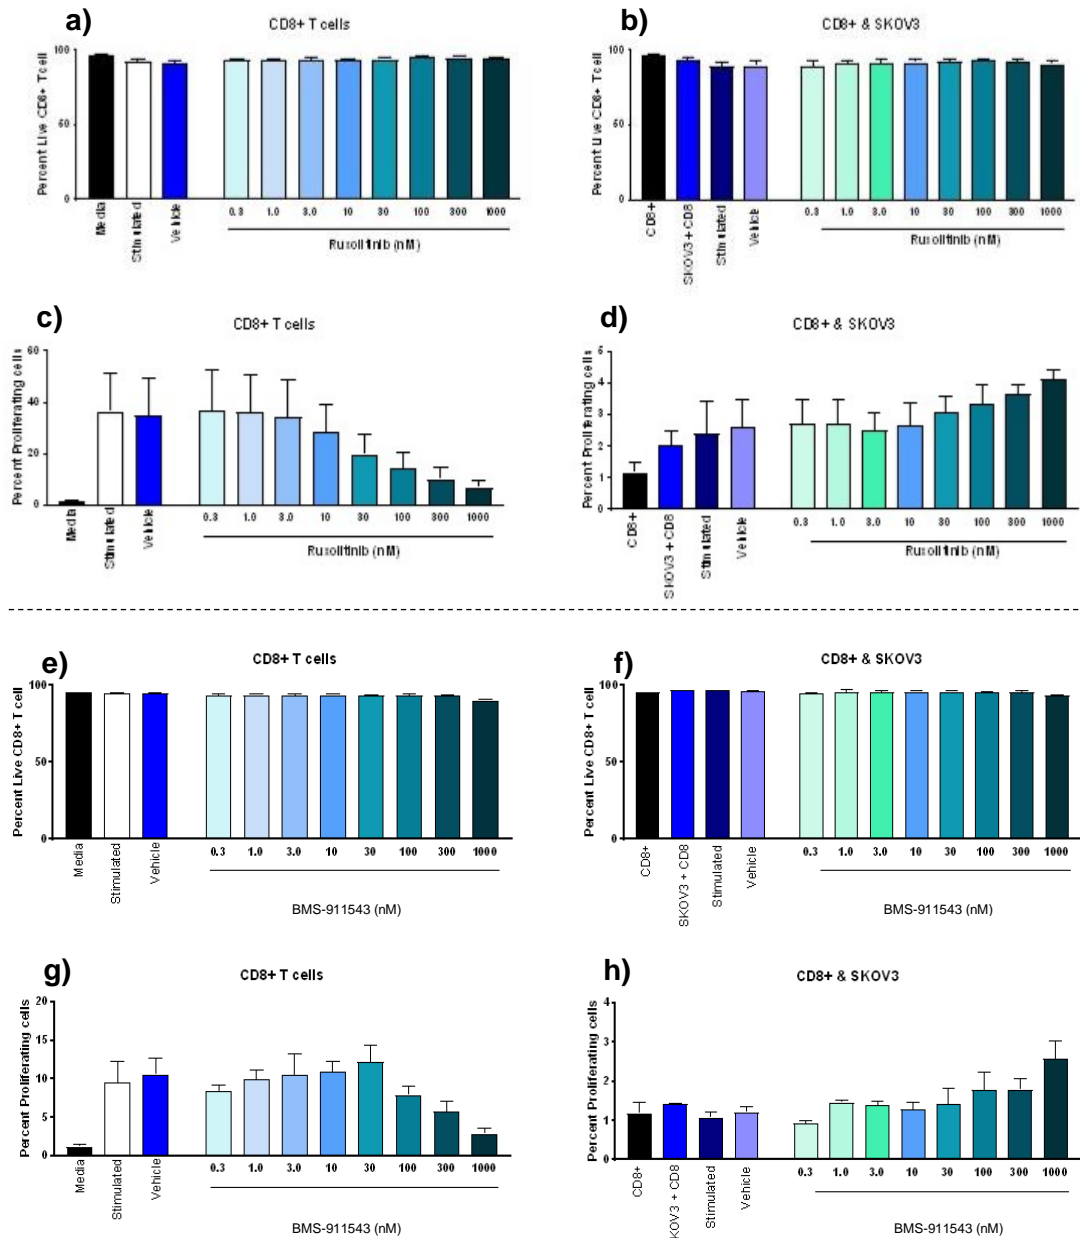 a)
CD8+ T cells
Percent Live CD8+ T cell
100
50
0
Media
Stimulated
Vehicle
0.3 1.0 3.0 10 30 100 300 1000
Ruxolitinib (nM)
b)
CD8+ & SKOV3
Percent Live CD8+ T cell
100
50
0
CD8+
SKOV3 + CD8
Stimulated
Vehicle
0.3 1.0 3.0 10 30 100 300 1000
Ruxolitinib (nM)
c)
CD8+ T cells
Percent Proliferating cells
60
40
20
0
Media
Stimulated
Vehicle
0.3 1.0 3.0 10 30 100 300 1000
Ruxolitinib (nM)
d)
CD8+ & SKOV3
Percent Proliferating cells
5
4
3
2
1
0
CD8+
SKOV3 + CD8
Stimulated
Vehicle
0.3 1.0 3.0 10 30 100 300 1000
Ruxolitinib (nM)
e)
CD8+ T cells
Percent Live CD8+ T cell
100
50
0
Media
Stimulated
Vehicle
0.3 1.0 3.0 10 30 100 300 1000
BMS-911543 (nM)
f)
CD8+ & SKOV3
Percent Live CD8+ T cell
100
50
0
CD8+
SKOV3 + CD8
Stimulated
Vehicle
0.3 1.0 3.0 10 30 100 300 1000
BMS-911543 (nM)
g)
CD8+ T cells
Percent Proliferating cells
20
15
10
5
0
Media
Stimulated
Vehicle
0.3 1.0 3.0 10 30 100 300 1000
BMS-911543 (nM)
h)
CD8+ & SKOV3
Percent Proliferating cells
4
3
2
1
0
CD8+
KOV3 + CD8
Stimulated
Vehicle
0.3 1.0 3.0 10 30 100 300 1000
BMS-911543 (nM)